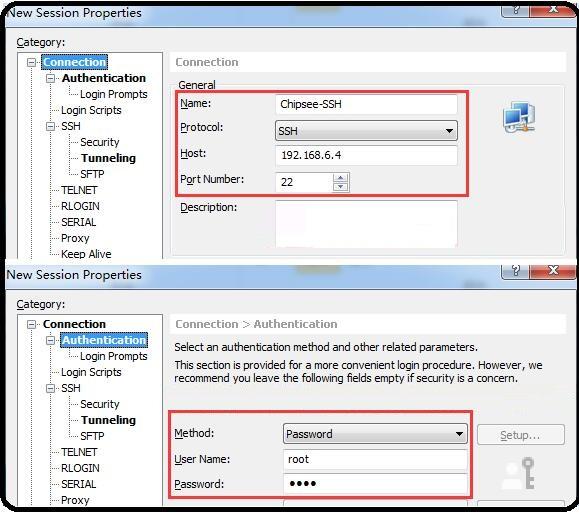 New Session Properties
Category:
Connection
Authentication
Login Prompts
Login Scripts
SSH
Security
Tunneling
SFTP
TELNET
RLOGIN
SERIAL
Proxy
Keep Alive
Connection
General
Name: Chipsee-SSH
Protocol: SSH
Host: 192.168.6.4
Port Number: 22
Description:
New Session Properties
Category:
Connection
Authentication
Login Prompts
Login Scripts
SSH
Security
Tunneling
SFTP
TELNET
RLOGIN
SERIAL
Proxy
Connection > Authentication
Select an authentication method and other related parameters.
This section is provided for a more convenient login procedure. However, we
recommend you leave the following fields empty if security is a concern.
Method: Password Setup...
User Name: root
Password: ●●●●